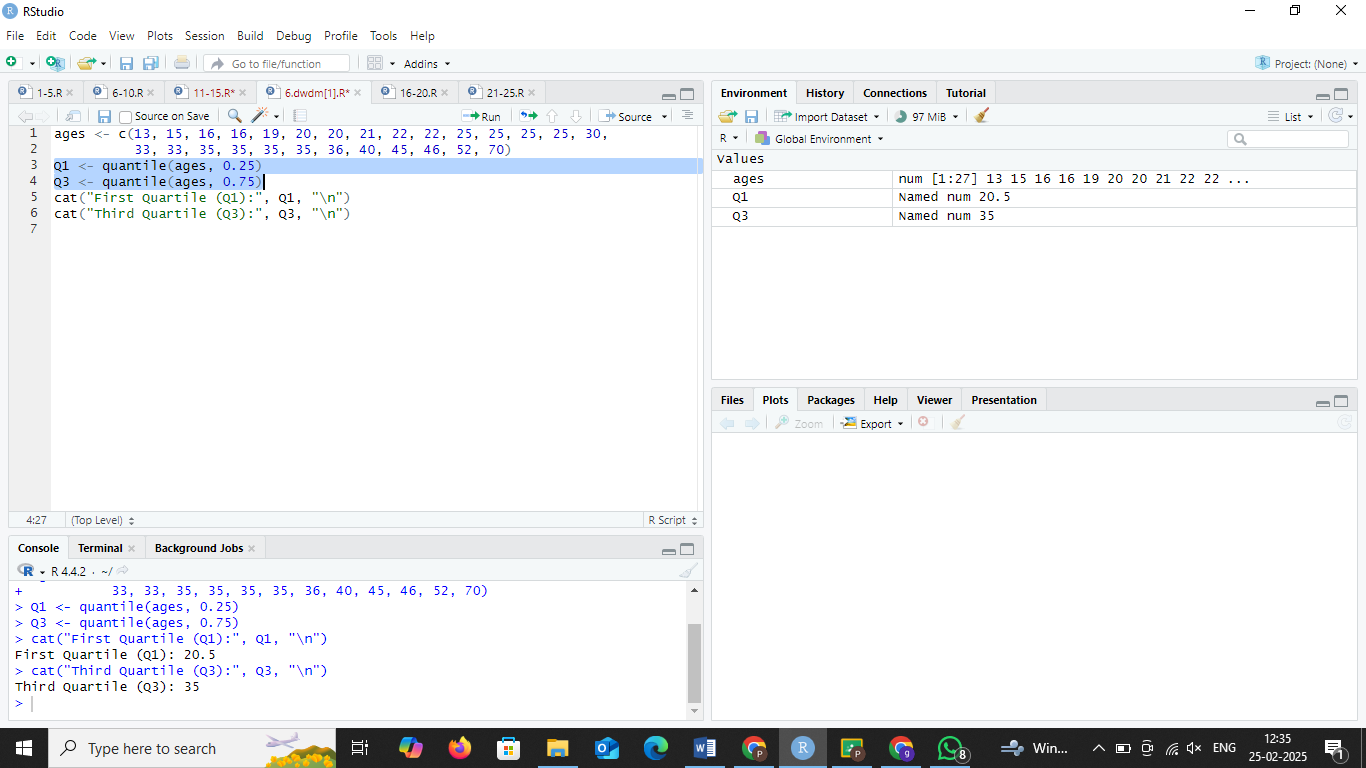 RStudio
File Edit Code View Plots Session Build Debug Profile Tools Help
Go to file/function Addins Project: (None)
1-5.R 6-10.R 11-15.R* 6.dwdm[1].R* 16-20.R 21-25.R
Source on Save Run Source
1 ages <- c(13, 15, 16, 16, 19, 20, 20, 21, 22, 22, 25, 25, 25, 25, 30,
2 33, 33, 35, 35, 35, 35, 36, 40, 45, 46, 52, 70)
3 Q1 <- quantile(ages, 0.25)
4 Q3 <- quantile(ages, 0.75)
5 cat("First Quartile (Q1):", Q1, "\n")
6 cat("Third Quartile (Q3):", Q3, "\n")
7
4:27 (Top Level) R Script
Console Terminal Background Jobs
R 4.4.2 · ~/
+ 33, 33, 35, 35, 35, 35, 36, 40, 45, 46, 52, 70)
> Q1 <- quantile(ages, 0.25)
> Q3 <- quantile(ages, 0.75)
> cat("First Quartile (Q1):", Q1, "\n")
First Quartile (Q1): 20.5
> cat("Third Quartile (Q3):", Q3, "\n")
Third Quartile (Q3): 35
>
Environment History Connections Tutorial
Import Dataset 97 MiB List
R Global Environment
Values
ages num [1:27] 13 15 16 16 19 20 20 21 22 22 ...
Q1 Named num 20.5
Q3 Named num 35
Files Plots Packages Help Viewer Presentation
Zoom Export
Type here to search
Win... ENG
12:35
25-02-2025
8
1